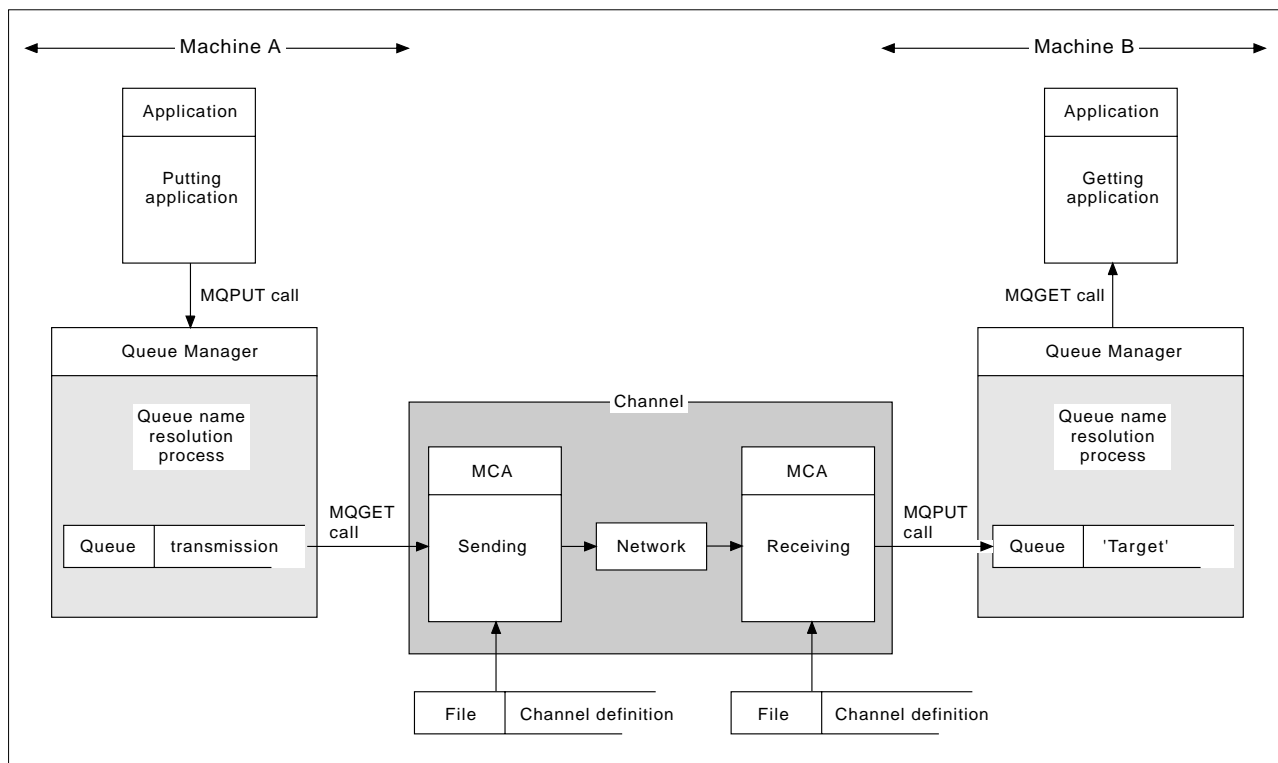 Machine A
Machine B
Application
Putting
application
MQPUT call
Queue Manager
Queue name
resolution
process
Queue
transmission
MQGET
call
Channel
MCA
Sending
Network
MCA
Receiving
File
Channel definition
File
Channel definition
MQPUT
call
Application
Getting
application
MQGET call
Queue Manager
Queue name
resolution
process
Queue
'Target'